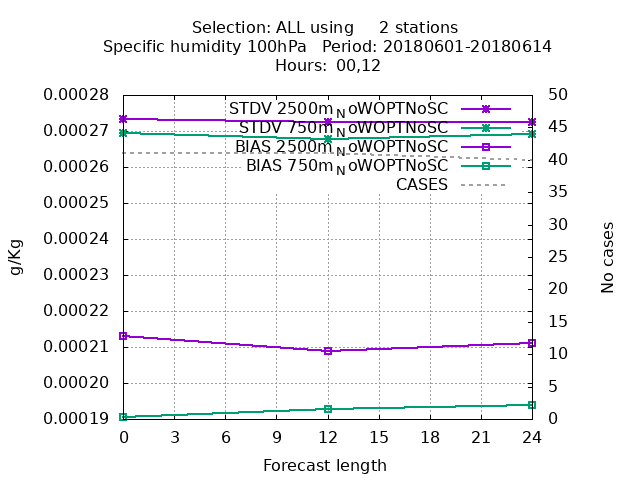 Selection: ALL using     2 stations
Specific humidity 100hPa   Period: 20180601-20180614
Hours: 00,12
0.00028
0.00027
0.00026
0.00025
0.00024
0.00023
0.00022
0.00021
0.00020
0.00019
g/Kg
STDV 2500m_NoWOPTNoSC
STDV 750m_NoWOPTNoSC
BIAS 2500m_NoWOPTNoSC
BIAS 750m_NoWOPTNoSC
CASES
50
45
40
35
30
25
20
15
10
5
0
No cases
0 3 6 9 12 15 18 21 24
Forecast length